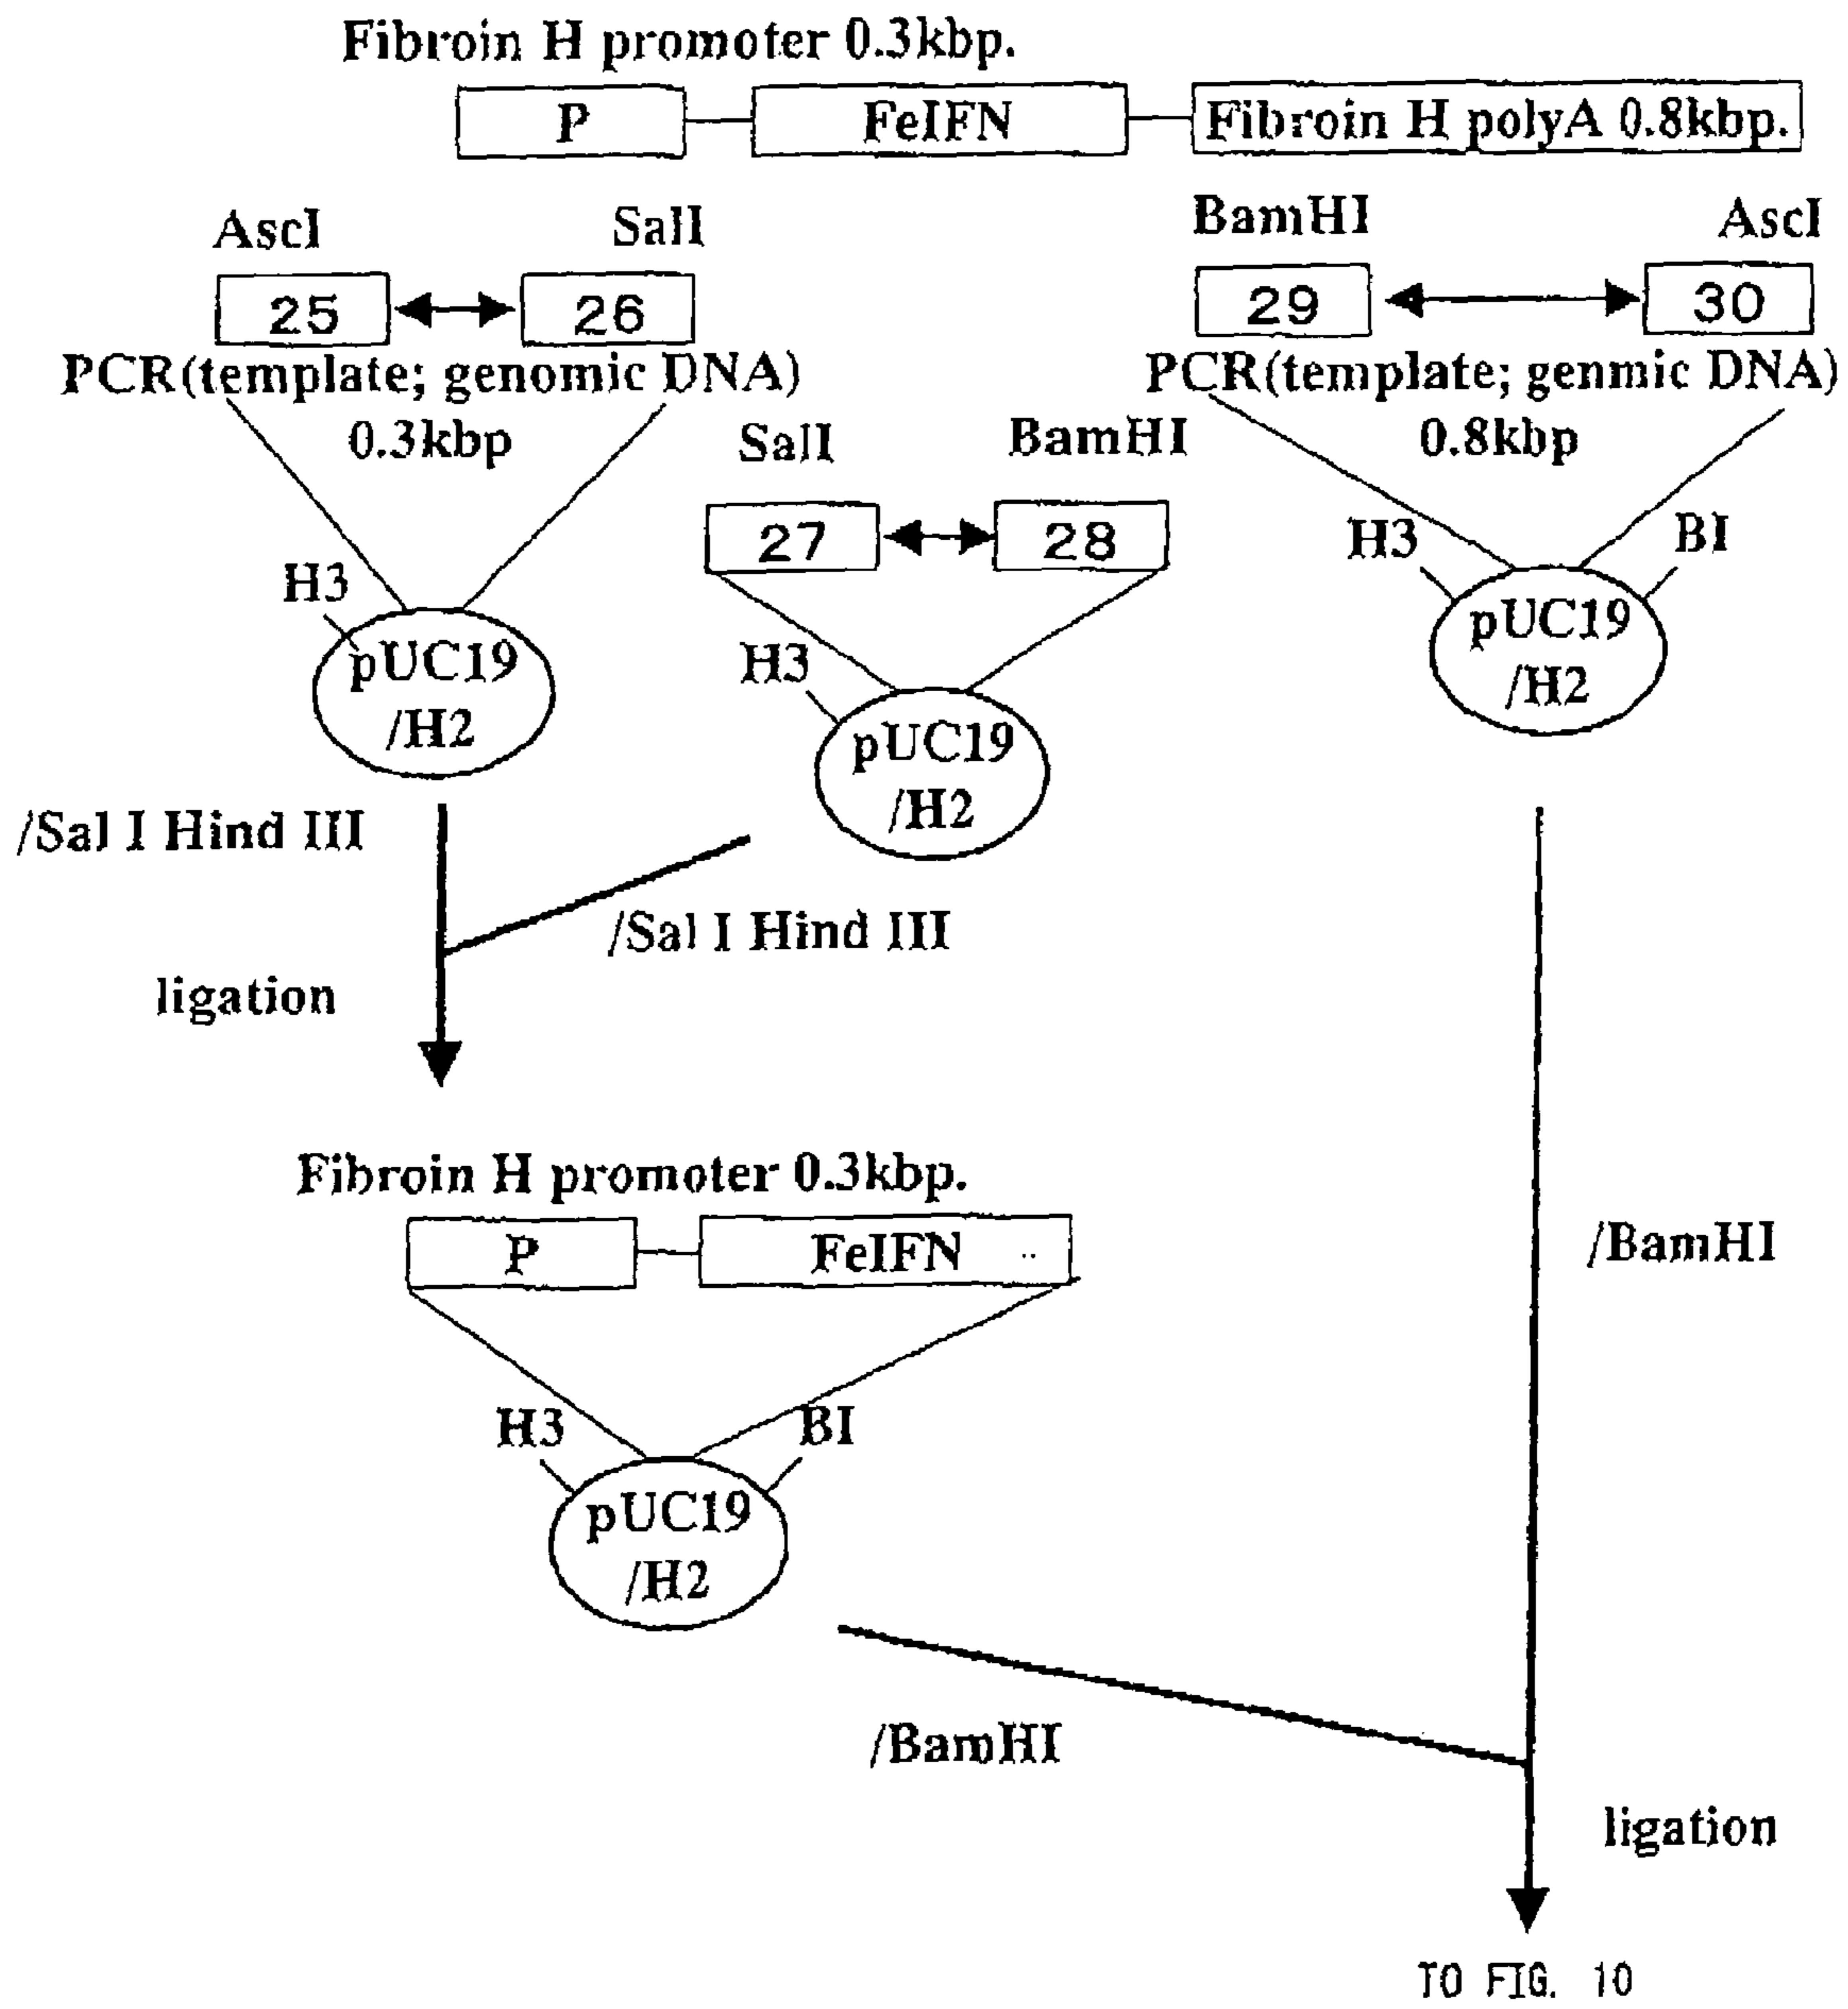 Fibroin H promoter 0.3kbp.
P
FeIFN
Fibroin H polyA 0.8kbp.
AscI
SalI
BamHI
AscI
25
26
29
30
PCR(template; genomic DNA)
0.3kbp
PCR(template; genmic DNA)
0.8kbp
SalI
BamHI
27
28
H3
pUC19
/H2
H3
pUC19
/H2
H3
BI
pUC19
/H2
/Sal I Hind III
/Sal I Hind III
ligation
Fibroin H promoter 0.3kbp.
P
FeIFN
/BamHI
H3
BI
pUC19
/H2
/BamHI
ligation
TO FIG. 10